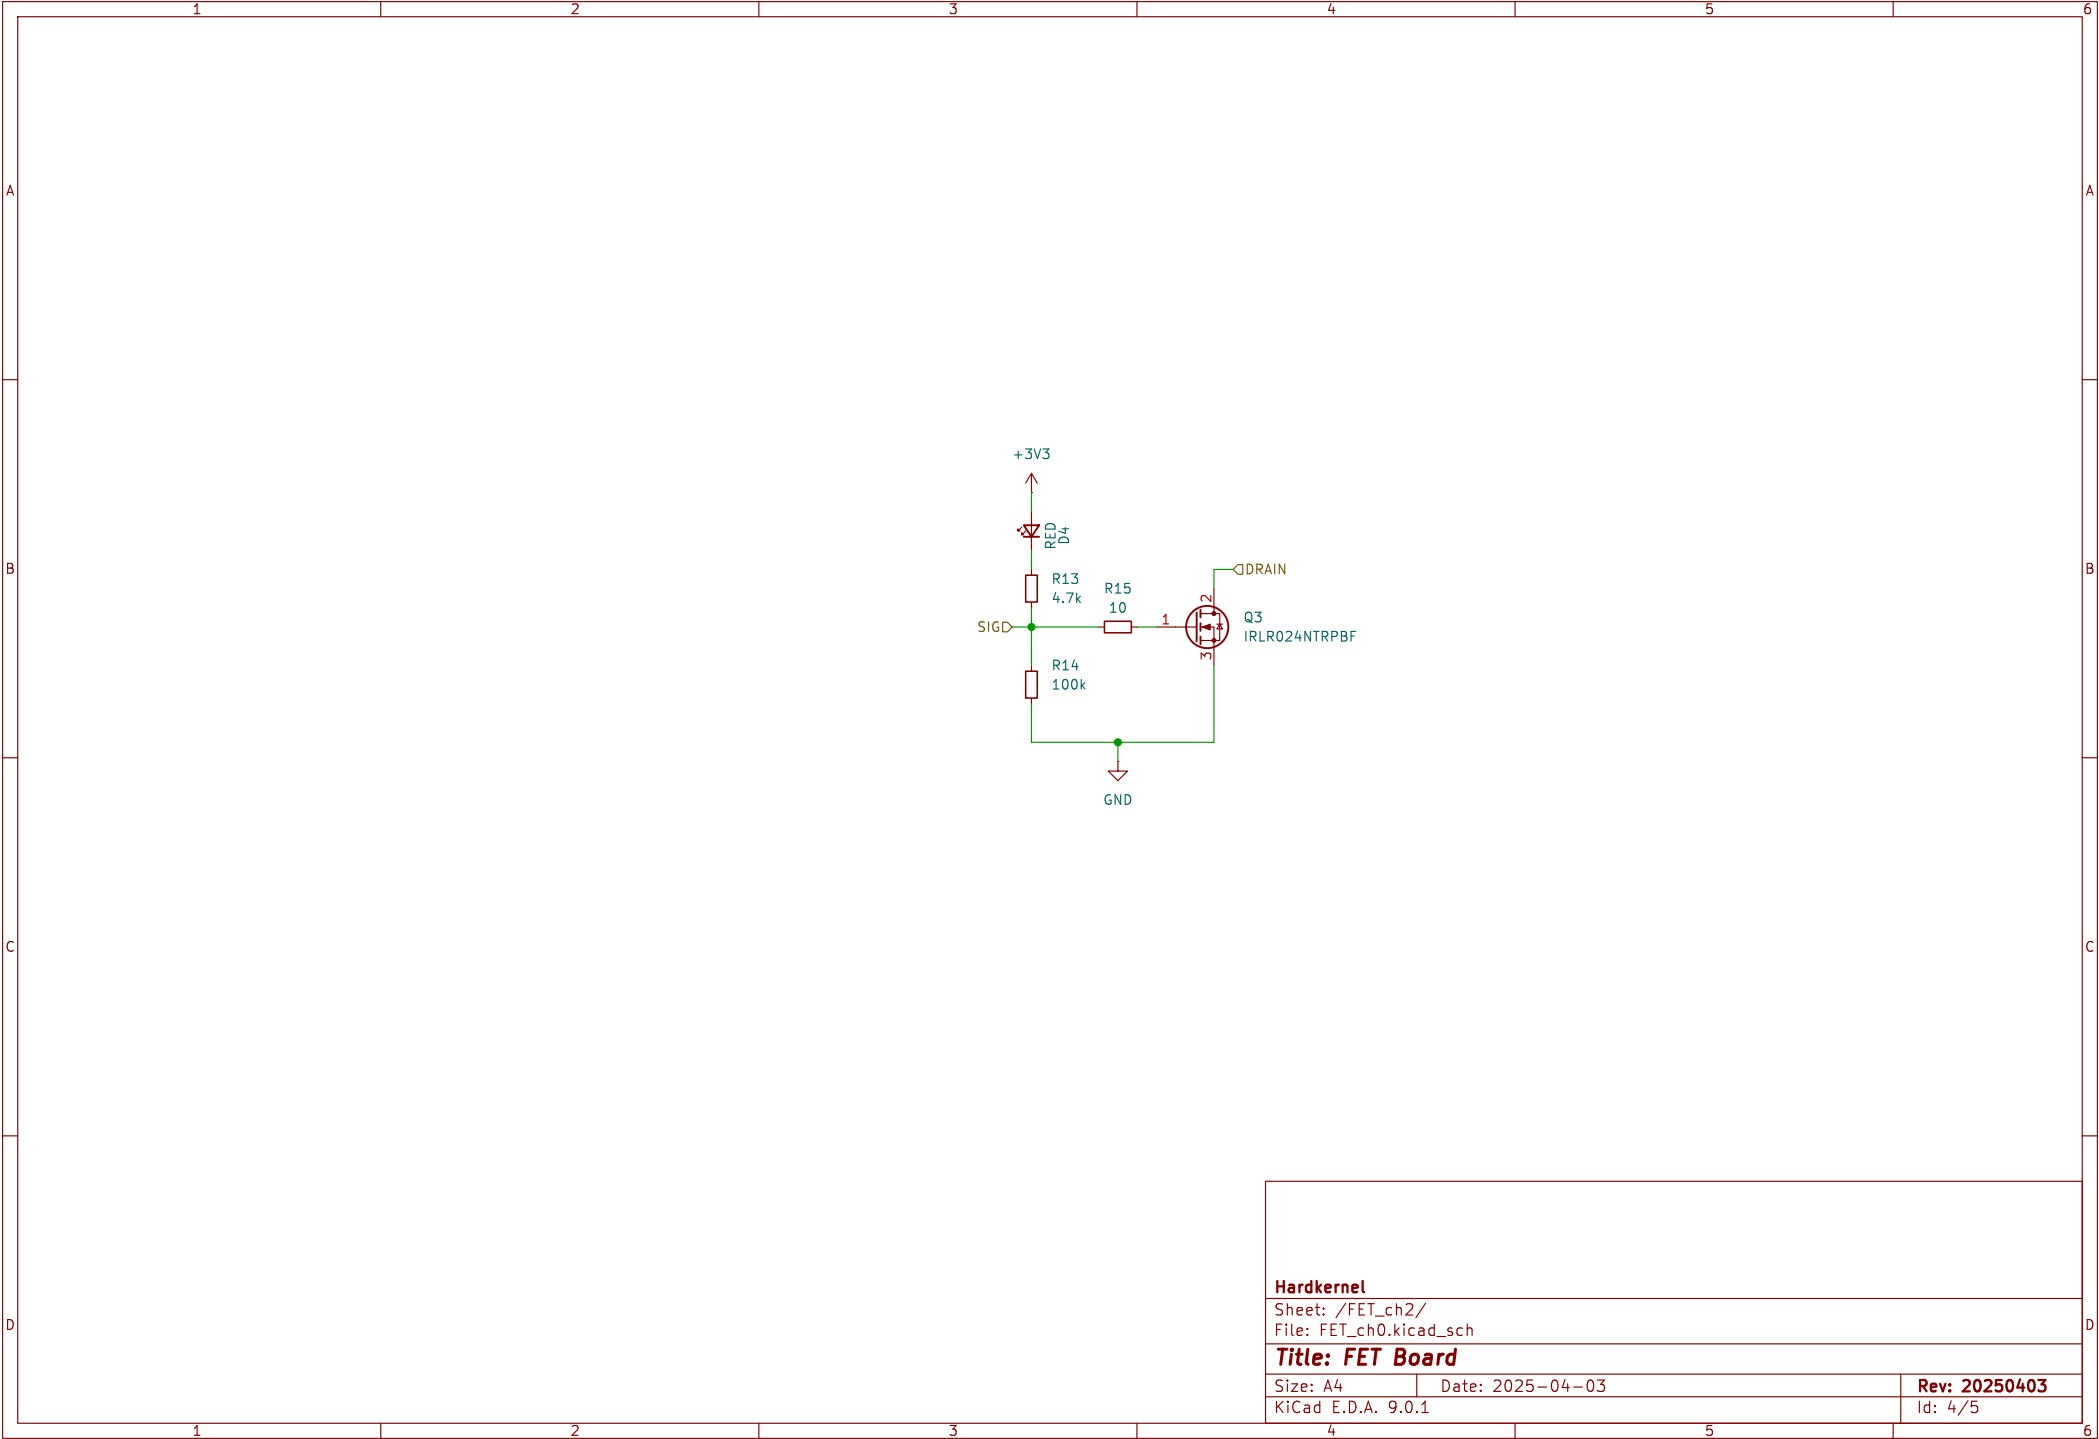 1 2 3 4 5 6
A A
+3V3
RED
D4
B B
R13
4.7k
R15
10
DRAIN
2
SIG
1
Q3
IRLR024NTRPBF
3
R14
100k
GND
C C
Hardkernel
Sheet: /FET_ch2/
File: FET_ch0.kicad_sch
D D
Title: FET Board
Size: A4 Date: 2025-04-03 Rev: 20250403
KiCad E.D.A. 9.0.1 Id: 4/5
1 2 3 4 5 6